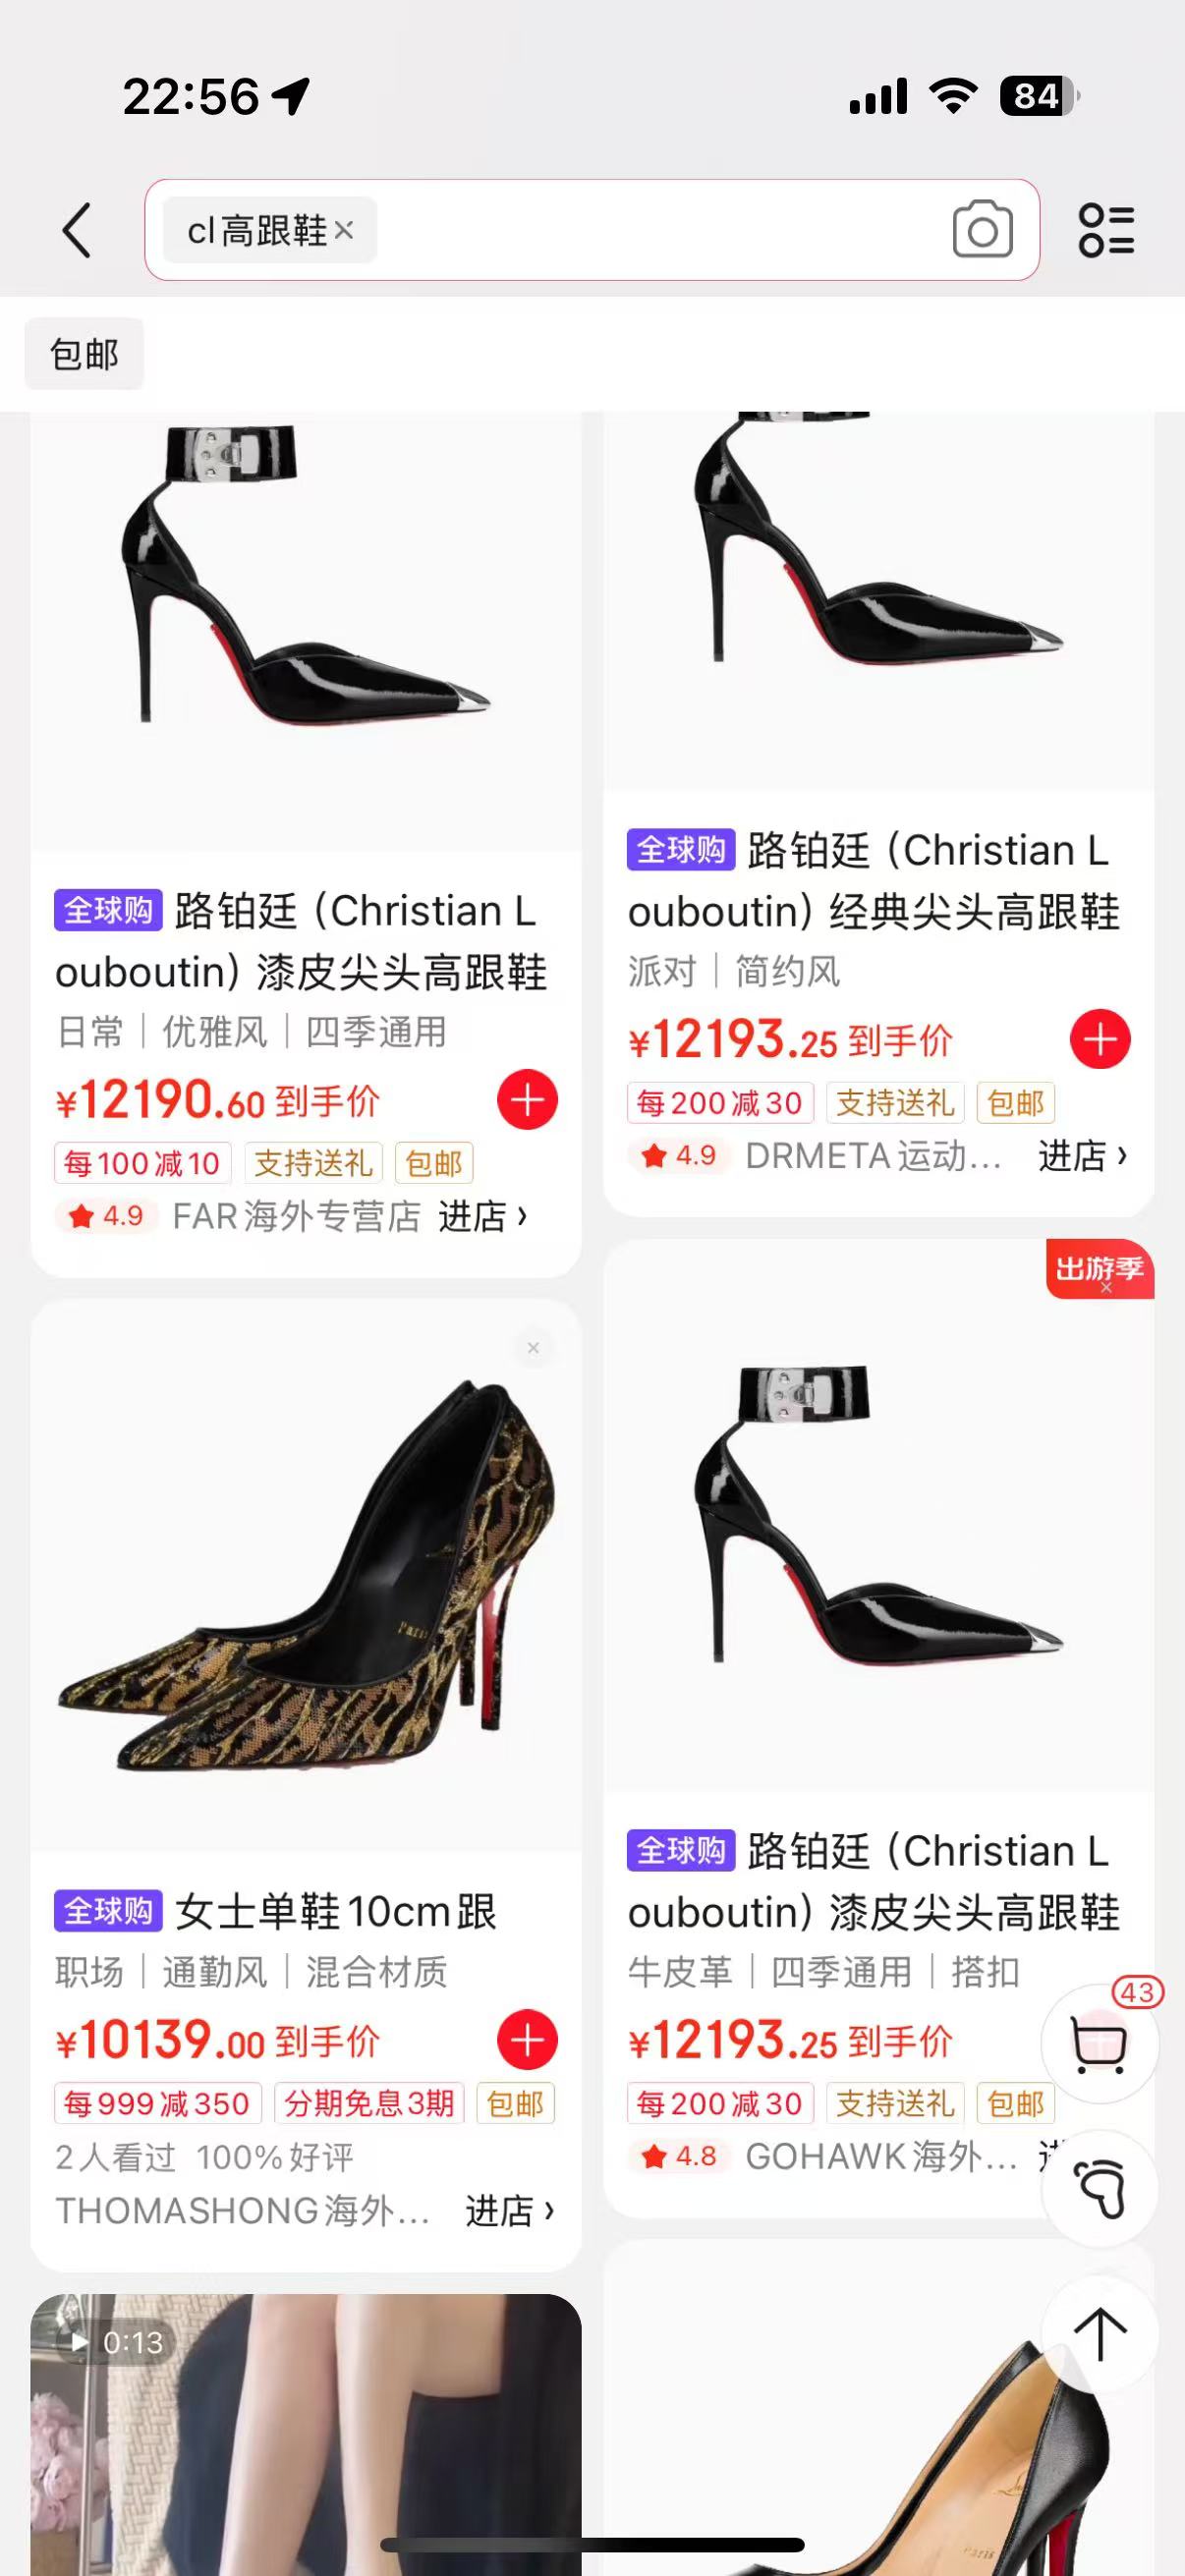 22:56
84
cl高跟鞋×
包邮
全球购 路铂廷（Christian L
ouboutin）漆皮尖头高跟鞋
日常｜优雅风｜四季通用
¥12190.60 到手价
每100减10 支持送礼 包邮
4.9 FAR海外专营店 进店›
全球购 路铂廷（Christian L
ouboutin）经典尖头高跟鞋
派对｜简约风
¥12193.25 到手价
每200减30 支持送礼 包邮
4.9 DRMETA运动... 进店›
Paris
全球购 女士单鞋10cm跟
职场｜通勤风｜混合材质
¥10139.00 到手价
每999减350 分期免息3期 包邮
2人看过 100%好评
THOMASHONG海外... 进店›
出游季
全球购 路铂廷（Christian L
ouboutin）漆皮尖头高跟鞋
牛皮革｜四季通用｜搭扣
¥12193.25 到手价
每200减30 支持送礼 包邮
4.8 GOHAWK海外...
43
0:13
Paris